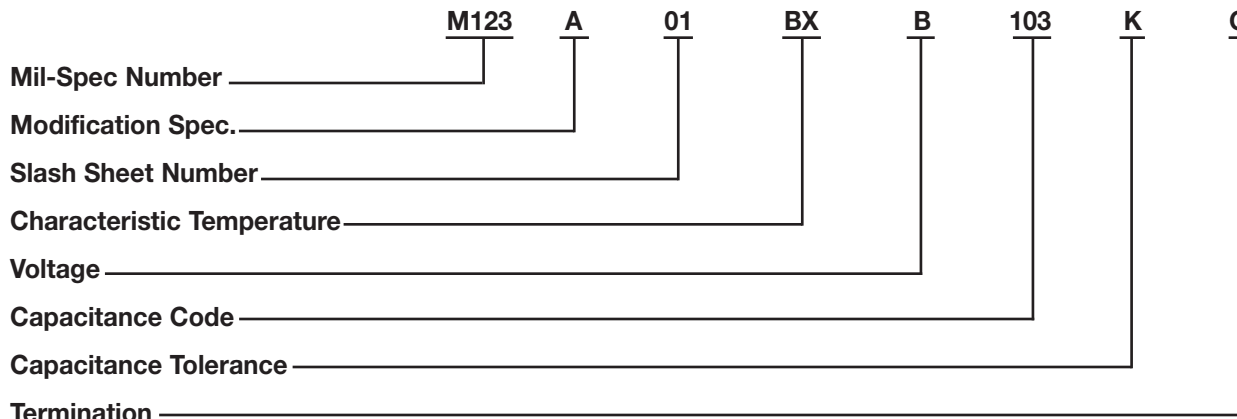 M123 A 01 BX B 103 K
Mil-Spec Number
Modification Spec.
Slash Sheet Number
Characteristic Temperature
Voltage
Capacitance Code
Capacitance Tolerance
Termination